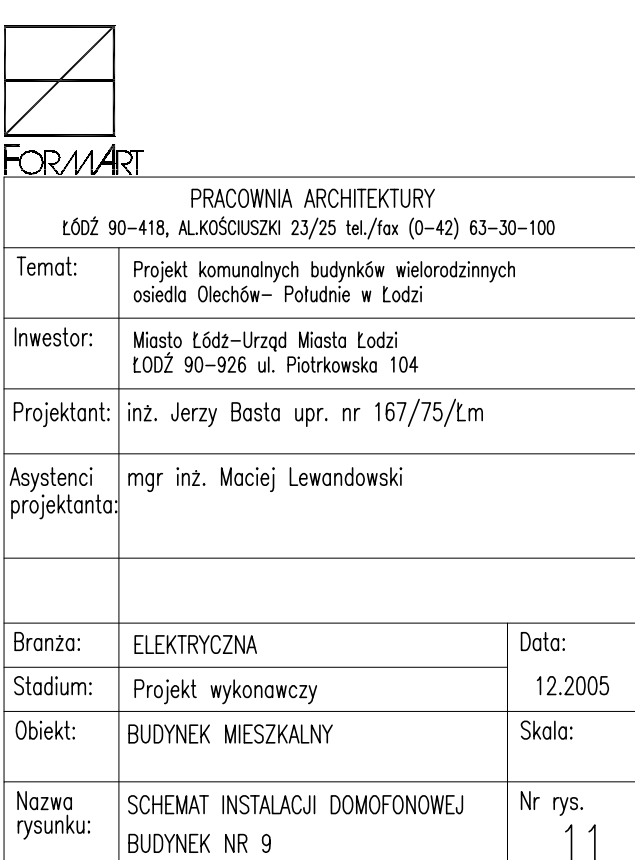 FORMART
PRACOWNIA ARCHITEKTURY
ŁÓDŹ 90-418, AL.KOŚCIUSZKI 23/25 tel./fax (0-42) 63-30-100
Temat:
Projekt komunalnych budynków wielorodzinnych
osiedla Olechów- Południe w Łodzi
Inwestor:
Miasto Łódź-Urząd Miasta Łodzi
ŁODŹ 90-926 ul. Piotrkowska 104
Projektant: inż. Jerzy Basta upr. nr 167/75/Łm
Asystenci
projektanta:
mgr inż. Maciej Lewandowski
Branża: ELEKTRYCZNA
Data:
Stadium: Projekt wykonawczy
12.2005
Obiekt: BUDYNEK MIESZKALNY
Skala:
Nazwa
rysunku:
SCHEMAT INSTALACJI DOMOFONOWEJ
BUDYNEK NR 9
Nr rys.
11